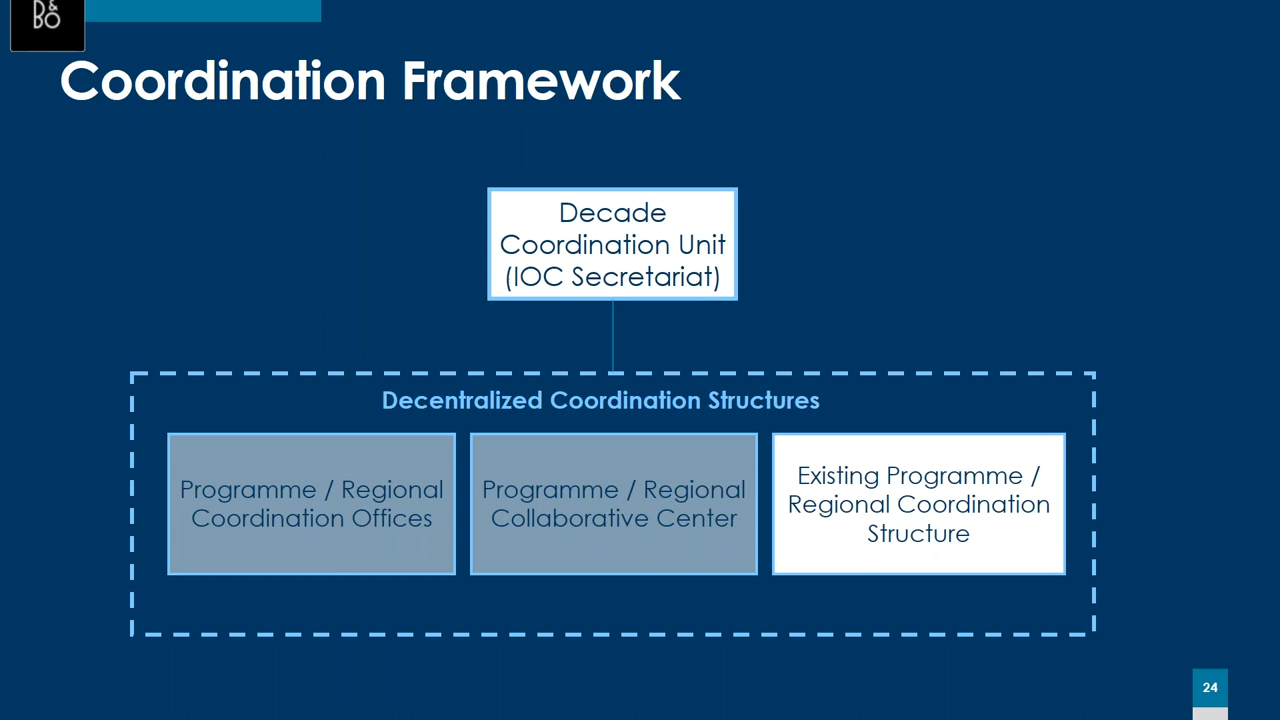 D&
BO
Coordination Framework
Decade
Coordination Unit
(IOC Secretariat)
Decentralized Coordination Structures
Programme / Regional
Coordination Offices
Programme / Regional
Collaborative Center
Existing Programme /
Regional Coordination
Structure
24